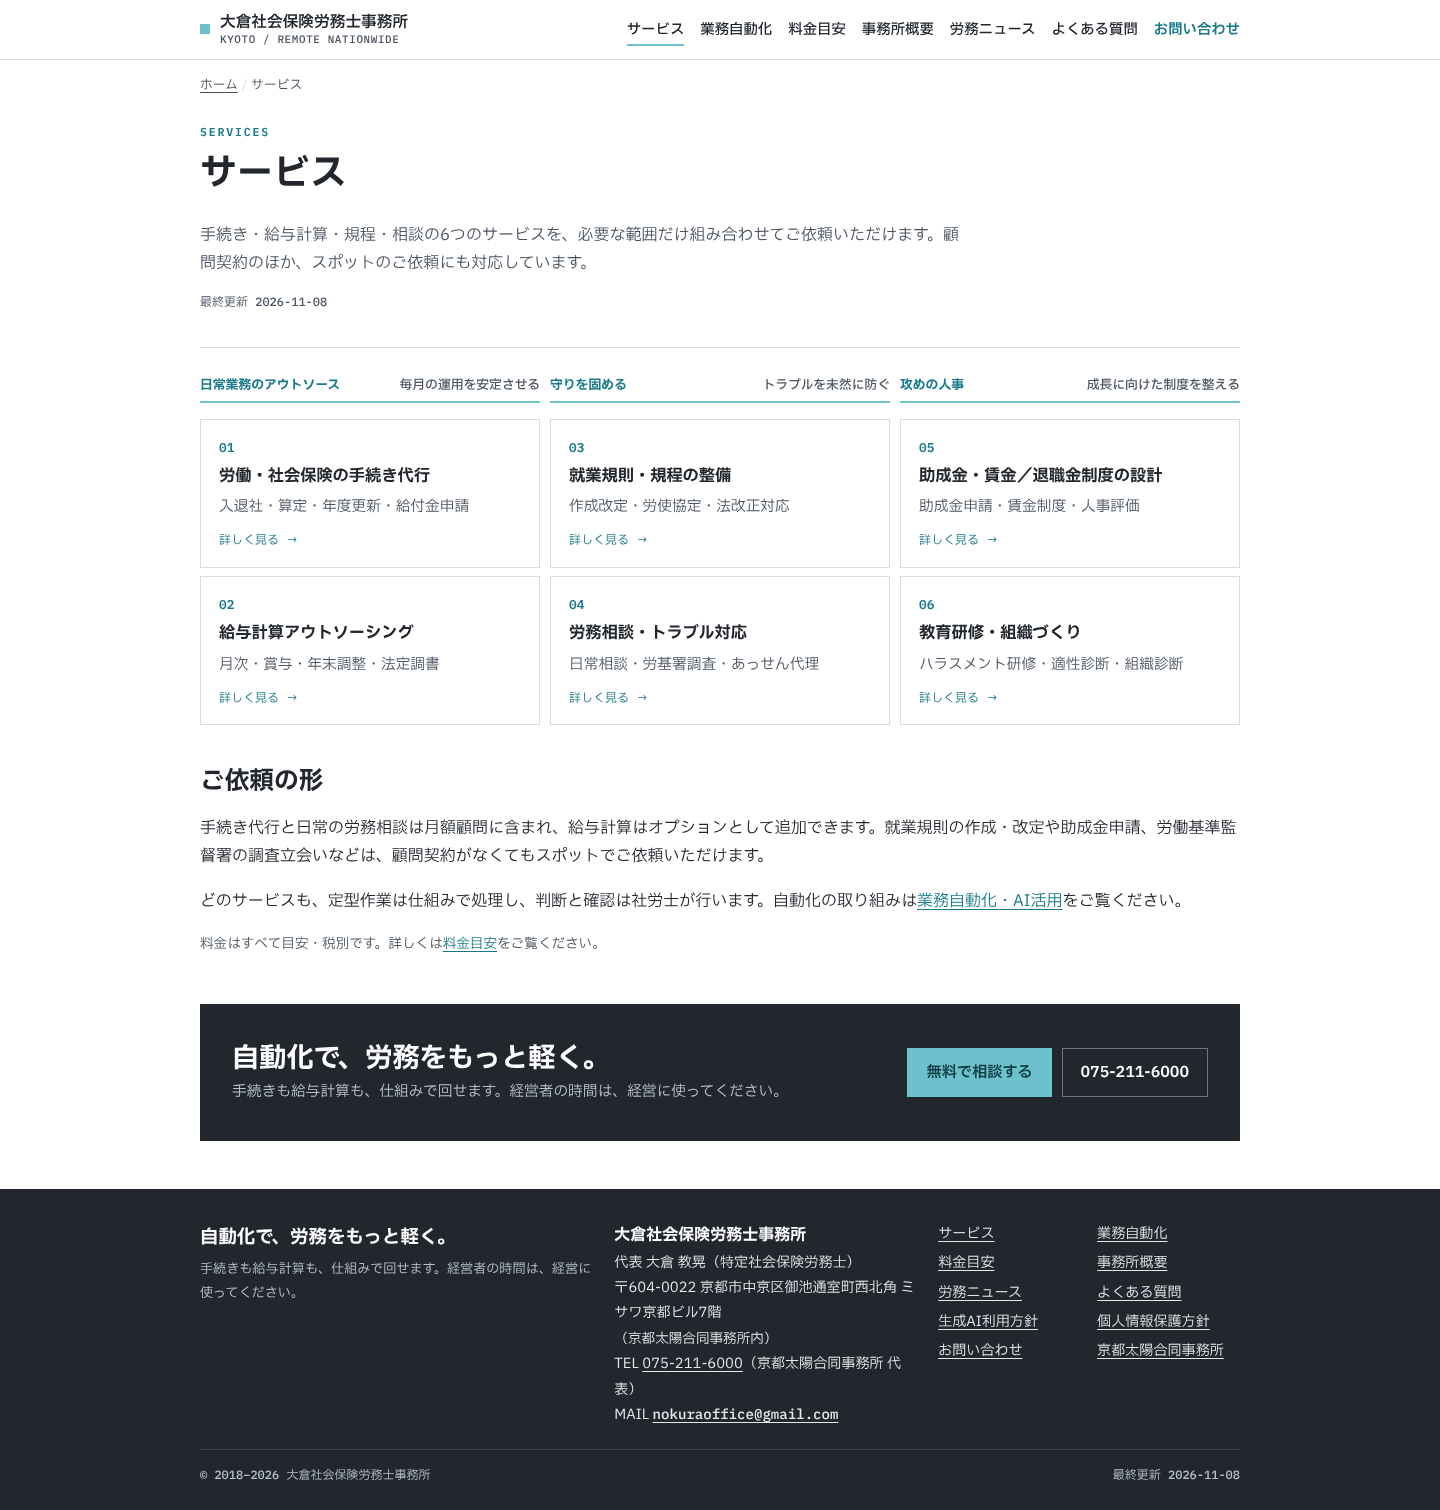 大倉社会保険労務士事務所
KYOTO / REMOTE NATIONWIDE
サービス 業務自動化 料金目安 事務所概要 労務ニュース よくある質問 お問い合わせ
ホーム / サービス
SERVICES
サービス
手続き・給与計算・規程・相談の6つのサービスを、必要な範囲だけ組み合わせてご依頼いただけます。顧
問契約のほか、スポットのご依頼にも対応しています。
最終更新 2026-11-08
日常業務のアウトソース 毎月の運用を安定させる
01
労働・社会保険の手続き代行
入退社・算定・年度更新・給付金申請
詳しく見る →
02
給与計算アウトソーシング
月次・賞与・年末調整・法定調書
詳しく見る →
守りを固める トラブルを未然に防ぐ
03
就業規則・規程の整備
作成改定・労使協定・法改正対応
詳しく見る →
04
労務相談・トラブル対応
日常相談・労基署調査・あっせん代理
詳しく見る →
攻めの人事 成長に向けた制度を整える
05
助成金・賃金／退職金制度の設計
助成金申請・賃金制度・人事評価
詳しく見る →
06
教育研修・組織づくり
ハラスメント研修・適性診断・組織診断
詳しく見る →
ご依頼の形
手続き代行と日常の労務相談は月額顧問に含まれ、給与計算はオプションとして追加できます。就業規則の作成・改定や助成金申請、労働基準監
督署の調査立会いなどは、顧問契約がなくてもスポットでご依頼いただけます。
どのサービスも、定型作業は仕組みで処理し、判断と確認は社労士が行います。自動化の取り組みは業務自動化・AI活用をご覧ください。
料金はすべて目安・税別です。詳しくは料金目安をご覧ください。
自動化で、労務をもっと軽く。
手続きも給与計算も、仕組みで回せます。経営者の時間は、経営に使ってください。
無料で相談する
075-211-6000
自動化で、労務をもっと軽く。
手続きも給与計算も、仕組みで回せます。経営者の時間は、経営に
使ってください。
大倉社会保険労務士事務所
代表 大倉 教晃（特定社会保険労務士）
〒604-0022 京都市中京区御池通室町西北角 ミ
サワ京都ビル7階
（京都太陽合同事務所内）
TEL 075-211-6000（京都太陽合同事務所 代
表）
MAIL nokuraoffice@gmail.com
サービス
料金目安
労務ニュース
生成AI利用方針
お問い合わせ
業務自動化
事務所概要
よくある質問
個人情報保護方針
京都太陽合同事務所
© 2018–2026 大倉社会保険労務士事務所
最終更新 2026-11-08